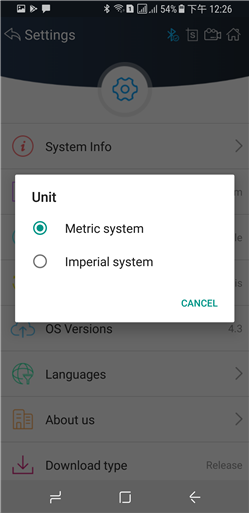 54% 下午 12:26
Settings
System Info
Unit
Metric system
Imperial system
CANCEL
OS Versions
4.3
Languages
About us
Download type
Release